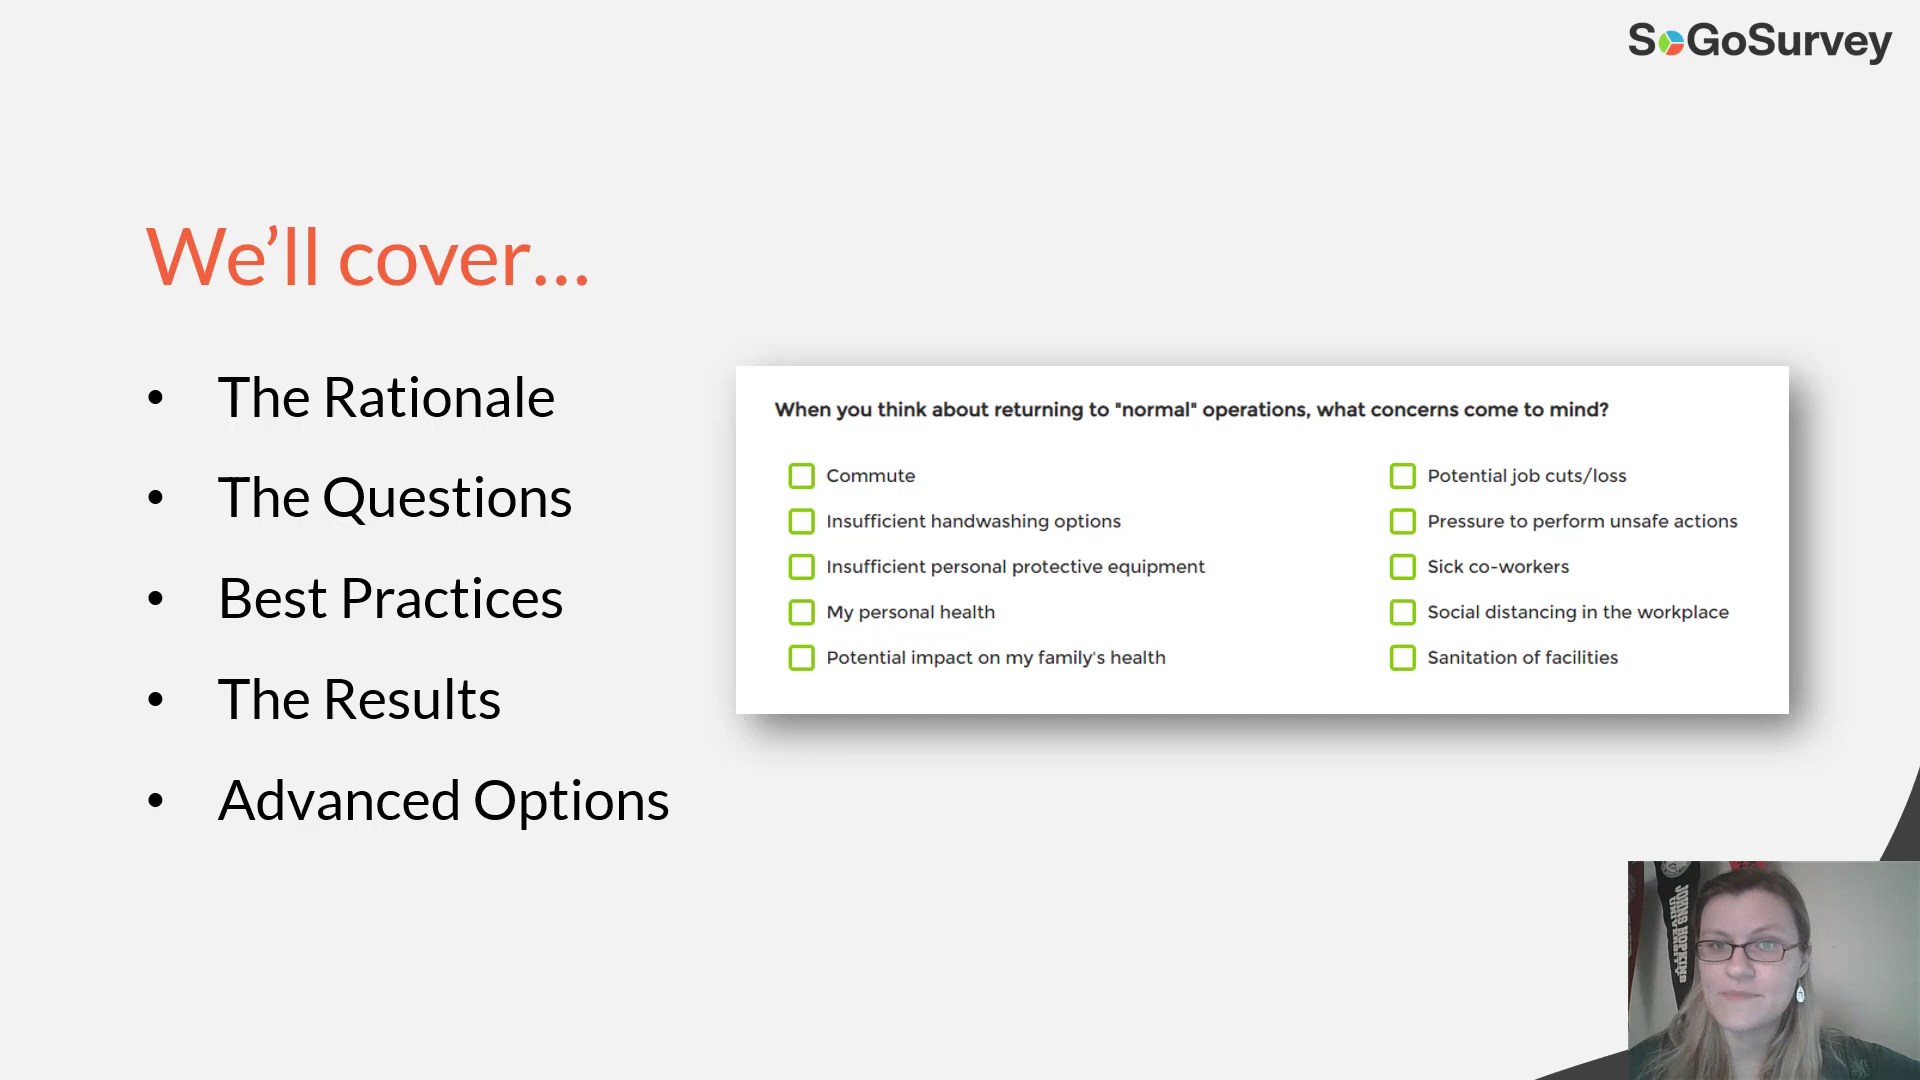 SoGoSurvey
We’ll cover...
• The Rationale
• The Questions
• Best Practices
• The Results
• Advanced Options
When you think about returning to "normal" operations, what concerns come to mind?
Commute
Insufficient handwashing options
Insufficient personal protective equipment
My personal health
Potential impact on my family's health
Potential job cuts/loss
Pressure to perform unsafe actions
Sick co-workers
Social distancing in the workplace
Sanitation of facilities
JOHNS HOPKINS
UNIVERSITY